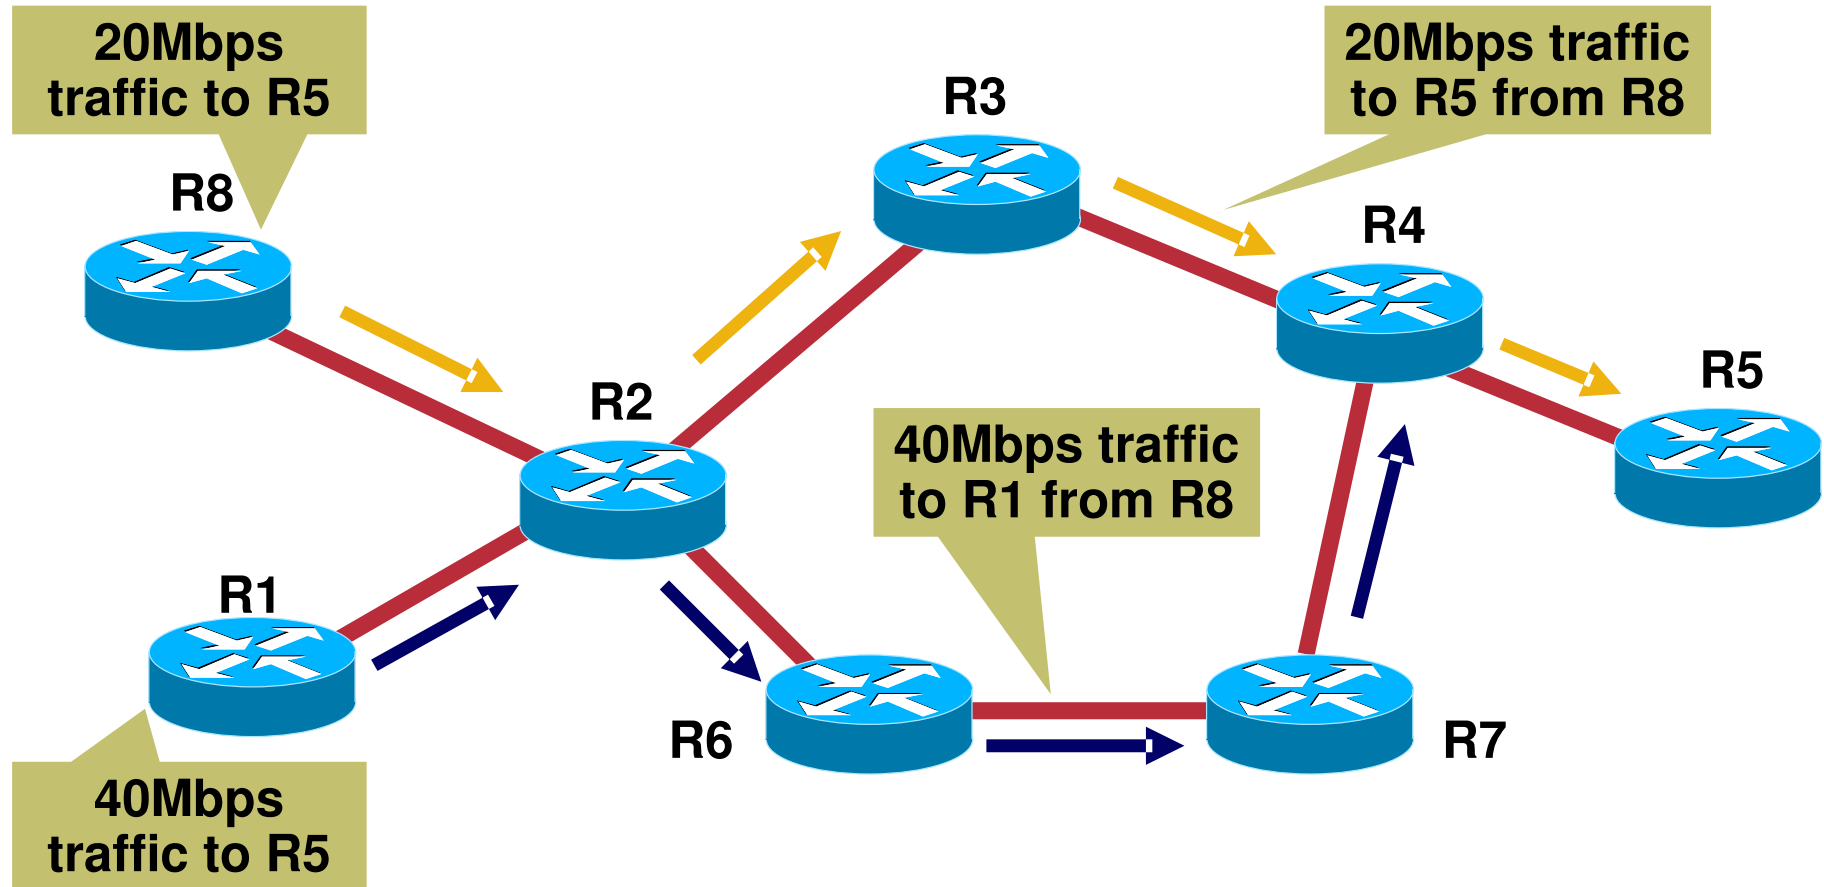 20Mbps
traffic to R5
20Mbps traffic
to R5 from R8
R3
R8
R4
R5
R2
40Mbps traffic
to R1 from R8
R1
R6
R7
40Mbps
traffic to R5